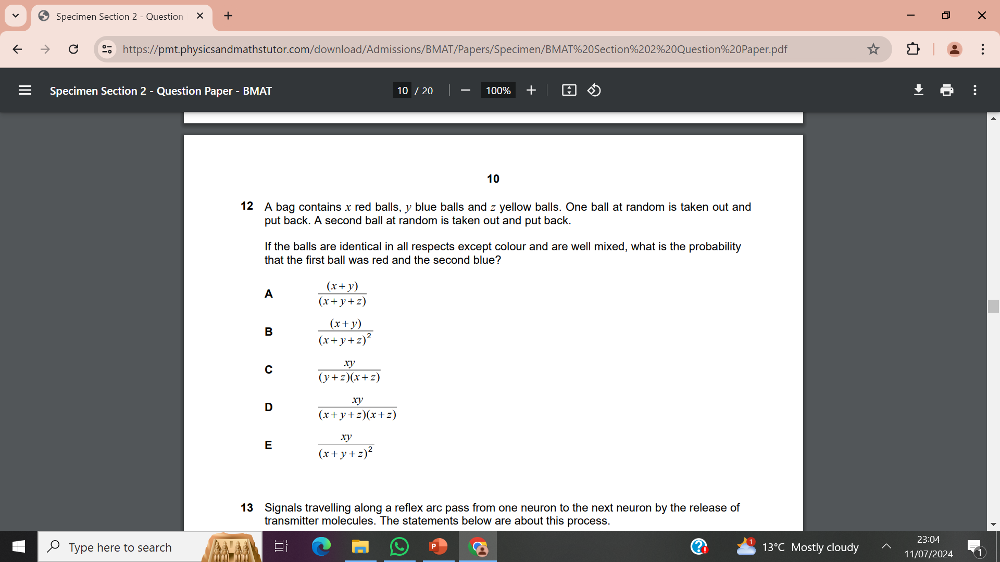 Specimen Section 2 - Question
https://pmt.physicsandmathstutor.com/download/Admissions/BMAT/Papers/Specimen/BMAT%20Section%202%20Question%20Paper.pdf
Specimen Section 2 - Question Paper - BMAT
10 / 20
100%
10
12 A bag contains x red balls, y blue balls and z yellow balls. One ball at random is taken out and
put back. A second ball at random is taken out and put back.
If the balls are identical in all respects except colour and are well mixed, what is the probability
that the first ball was red and the second blue?
A (x + y) / (x + y + z)
B (x + y) / (x + y + z)²
C xy / (y + z)(x + z)
D xy / (x + y + z)(x + z)
E xy / (x + y + z)²
13 Signals travelling along a reflex arc pass from one neuron to the next neuron by the release of
transmitter molecules. The statements below are about this process.
Type here to search
P
1
13°C Mostly cloudy
23:04
11/07/2024
1